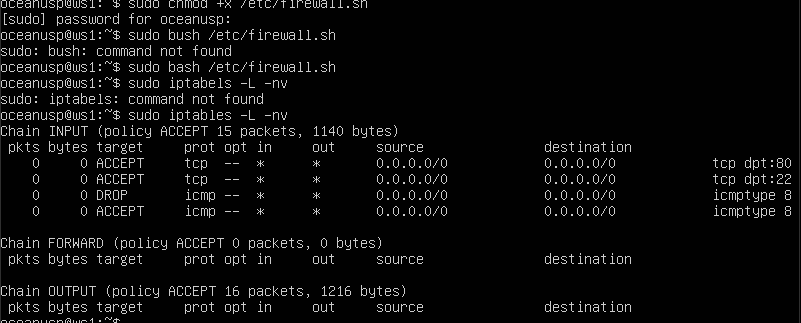 oceanusp@ws1:~$ sudo chmod +x /etc/firewall.sh
[sudo] password for oceanusp:
oceanusp@ws1:~$ sudo bush /etc/firewall.sh
sudo: bush: command not found
oceanusp@ws1:~$ sudo bash /etc/firewall.sh
oceanusp@ws1:~$ sudo iptabels -L -nv
sudo: iptabels: command not found
oceanusp@ws1:~$ sudo iptables -L -nv
Chain INPUT (policy ACCEPT 15 packets, 1140 bytes)
 pkts bytes target     prot opt in     out     source               destination
    0     0 ACCEPT     tcp  --  *      *       0.0.0.0/0            0.0.0.0/0            tcp dpt:80
    0     0 ACCEPT     tcp  --  *      *       0.0.0.0/0            0.0.0.0/0            tcp dpt:22
    0     0 DROP       icmp --  *      *       0.0.0.0/0            0.0.0.0/0            icmptype 8
    0     0 ACCEPT     icmp --  *      *       0.0.0.0/0            0.0.0.0/0            icmptype 8
Chain FORWARD (policy ACCEPT 0 packets, 0 bytes)
 pkts bytes target     prot opt in     out     source               destination
Chain OUTPUT (policy ACCEPT 16 packets, 1216 bytes)
 pkts bytes target     prot opt in     out     source               destination
oceanusp@ws1:~$